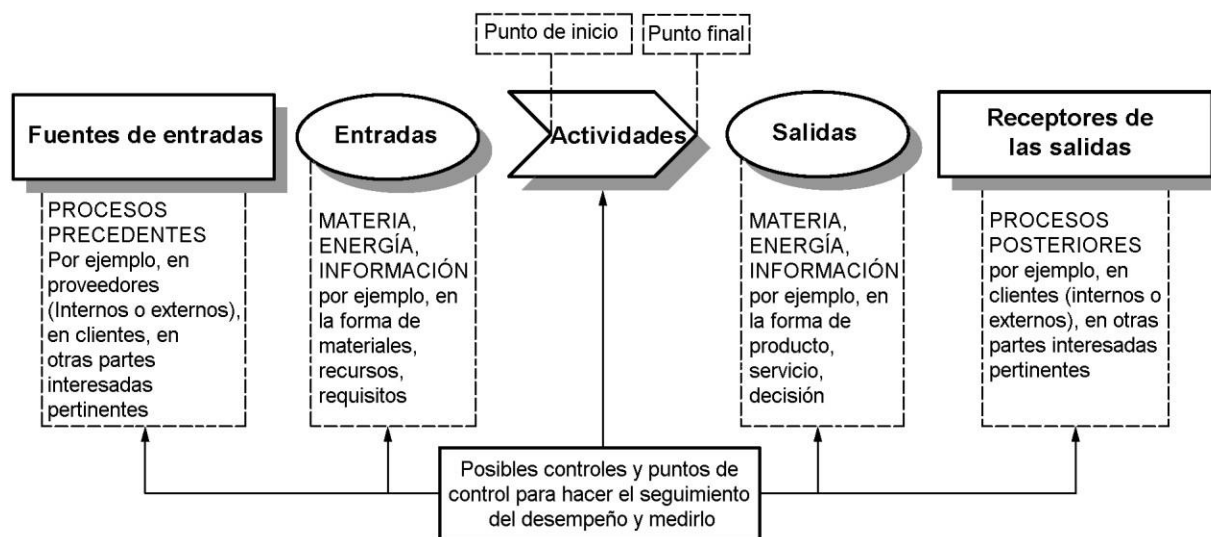 Punto de inicio
Punto final
Fuentes de entradas
Entradas
Actividades
Salidas
Receptores de
las salidas
PROCESOS
PRECEDENTES
Por ejemplo, en
proveedores
(Internos o externos),
en clientes, en
otras partes
interesadas
pertinentes
MATERIA,
ENERGÍA,
INFORMACIÓN
por ejemplo, en
la forma de
materiales,
recursos,
requisitos
MATERIA,
ENERGÍA,
INFORMACIÓN
por ejemplo, en
la forma de
producto,
servicio,
decisión
PROCESOS
POSTERIORES
por ejemplo, en
clientes (internos o
externos), en otras
partes interesadas
pertinentes
Posibles controles y puntos de
control para hacer el seguimiento
del desempeño y medirlo